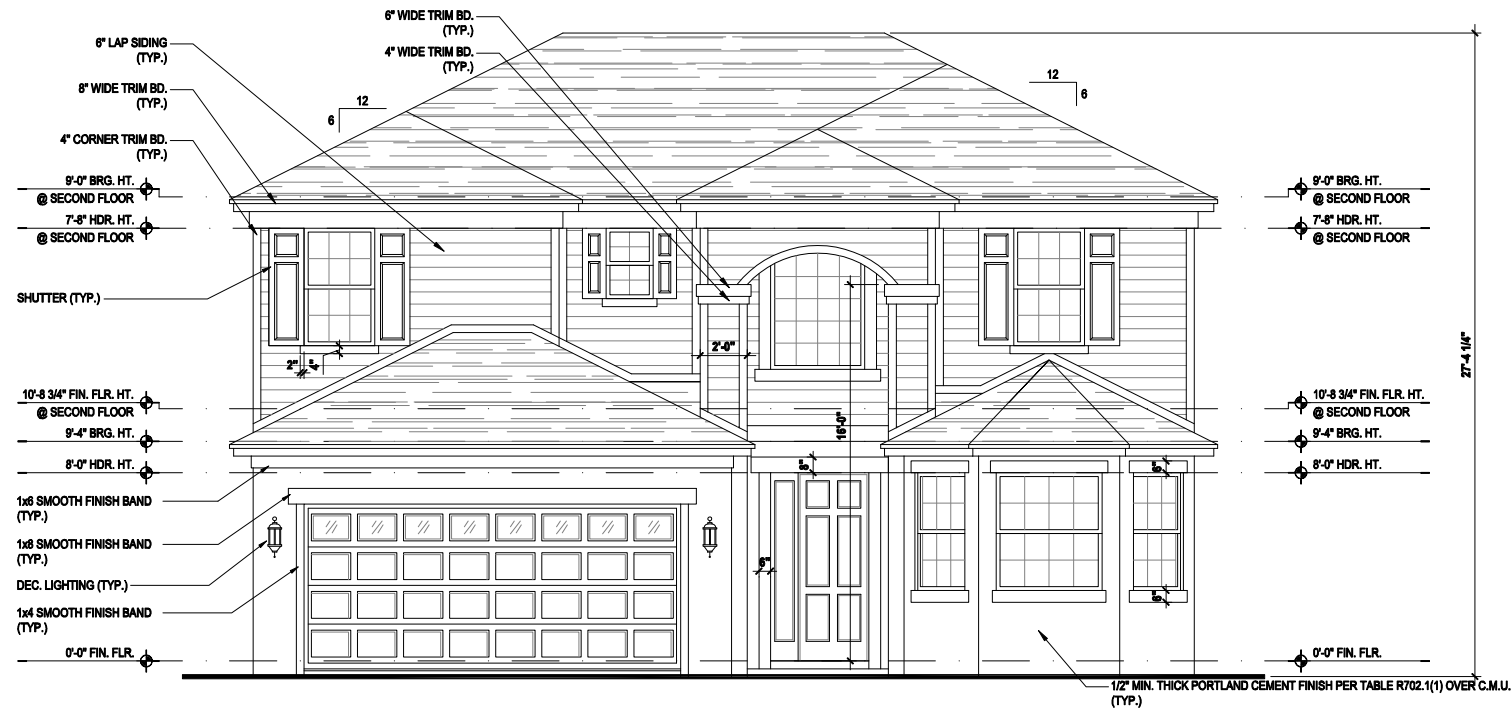 6" WIDE TRIM BD.
(TYP.)
4" WIDE TRIM BD.
(TYP.)
6" LAP SIDING
(TYP.)
8" WIDE TRIM BD.
(TYP.)
4" CORNER TRIM BD.
(TYP.)
12
6
12
6
9'-0" BRG. HT.
@ SECOND FLOOR
7'-8" HDR. HT.
@ SECOND FLOOR
SHUTTER (TYP.)
2"
4"
2'-0"
10'-8 3/4" FIN. FLR. HT.
@ SECOND FLOOR
9'-4" BRG. HT.
8'-0" HDR. HT.
1x6 SMOOTH FINISH BAND
(TYP.)
1x8 SMOOTH FINISH BAND
(TYP.)
DEC. LIGHTING (TYP.)
1x4 SMOOTH FINISH BAND
(TYP.)
0'-0" FIN. FLR.
16'-0"
8"
6"
6"
6"
9'-0" BRG. HT.
@ SECOND FLOOR
7'-8" HDR. HT.
@ SECOND FLOOR
27'-4 1/4"
10'-8 3/4" FIN. FLR. HT.
@ SECOND FLOOR
9'-4" BRG. HT.
8'-0" HDR. HT.
0'-0" FIN. FLR.
1/2" MIN. THICK PORTLAND CEMENT FINISH PER TABLE R702.1(1) OVER C.M.U.
(TYP.)